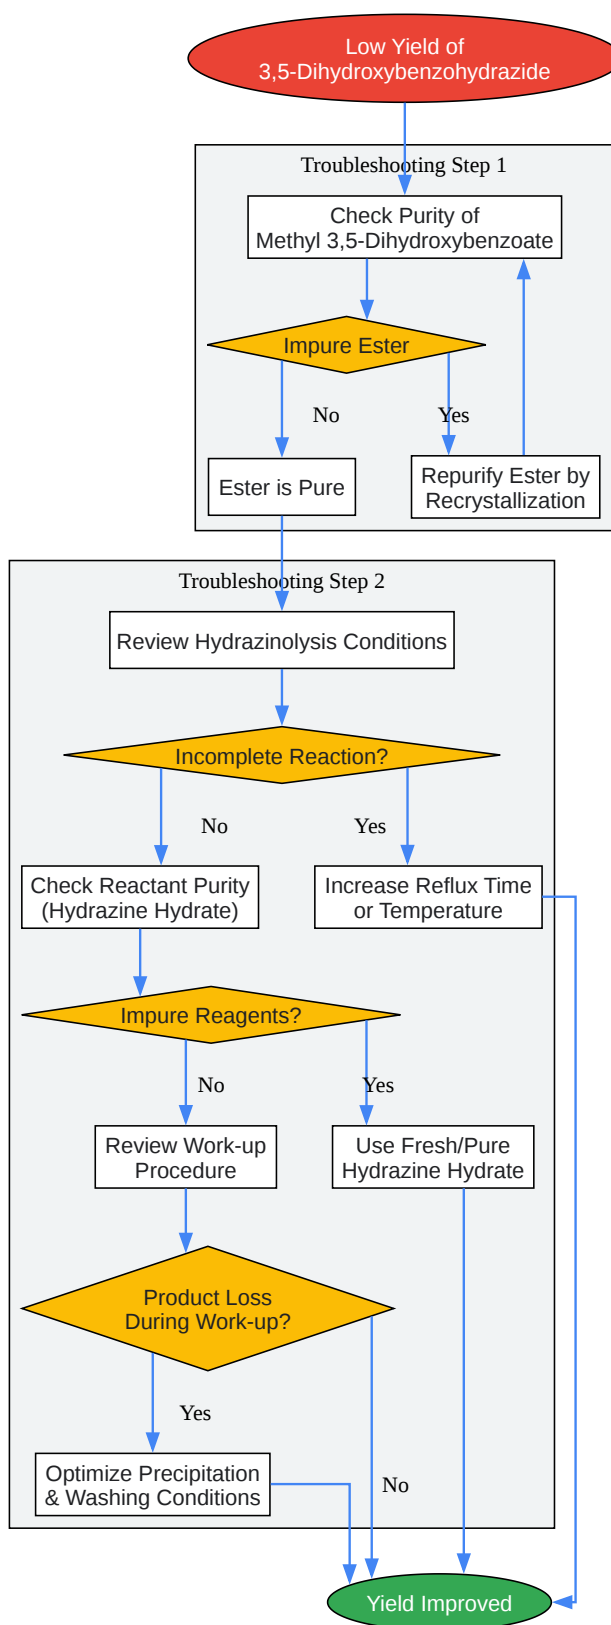 Low Yield of
3,5-Dihydroxybenzohydrazide
Troubleshooting Step 1
Check Purity of
Methyl 3,5-Dihydroxybenzoate
Impure Ester
No
Yes
Ester is Pure
Repurify Ester by
Recrystallization
Troubleshooting Step 2
Review Hydrazinolysis Conditions
Incomplete Reaction?
No
Yes
Check Reactant Purity
(Hydrazine Hydrate)
Increase Reflux Time
or Temperature
Impure Reagents?
No
Yes
Review Work-up
Procedure
Use Fresh/Pure
Hydrazine Hydrate
Product Loss
During Work-up?
Yes
No
Optimize Precipitation
& Washing Conditions
Yield Improved